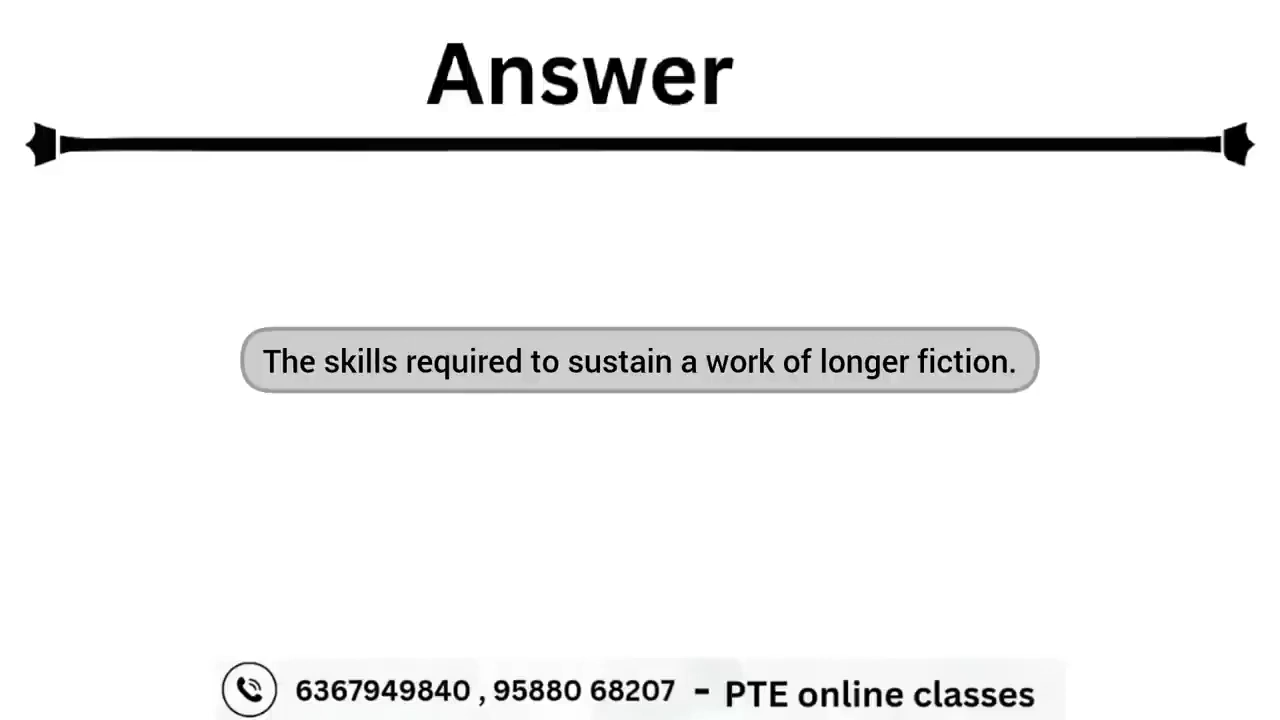 Answer
The skills required to sustain a work of longer fiction.
6367949840 , 95880 68207 - PTE online classes